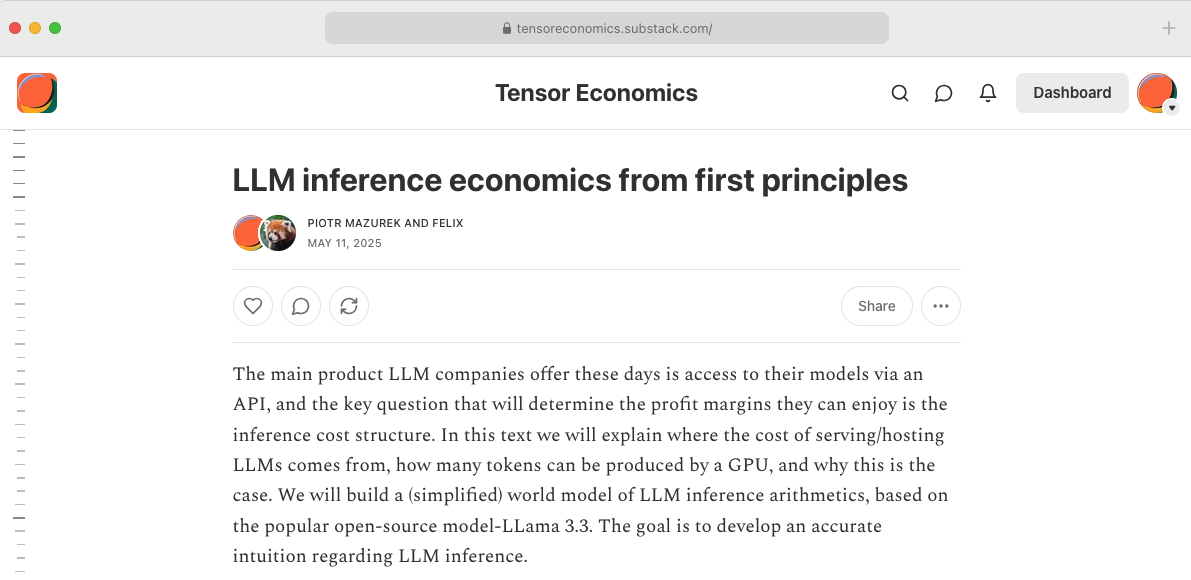 tensoreconomics.substack.com/
Tensor Economics
Dashboard
LLM inference economics from first principles
PIOTR MAZUREK AND FELIX
MAY 11, 2025
Share
The main product LLM companies offer these days is access to their models via an
API, and the key question that will determine the profit margins they can enjoy is the
inference cost structure. In this text we will explain where the cost of serving/hosting
LLMs comes from, how many tokens can be produced by a GPU, and why this is the
case. We will build a (simplified) world model of LLM inference arithmetics, based on
the popular open-source model-LLama 3.3. The goal is to develop an accurate
intuition regarding LLM inference.